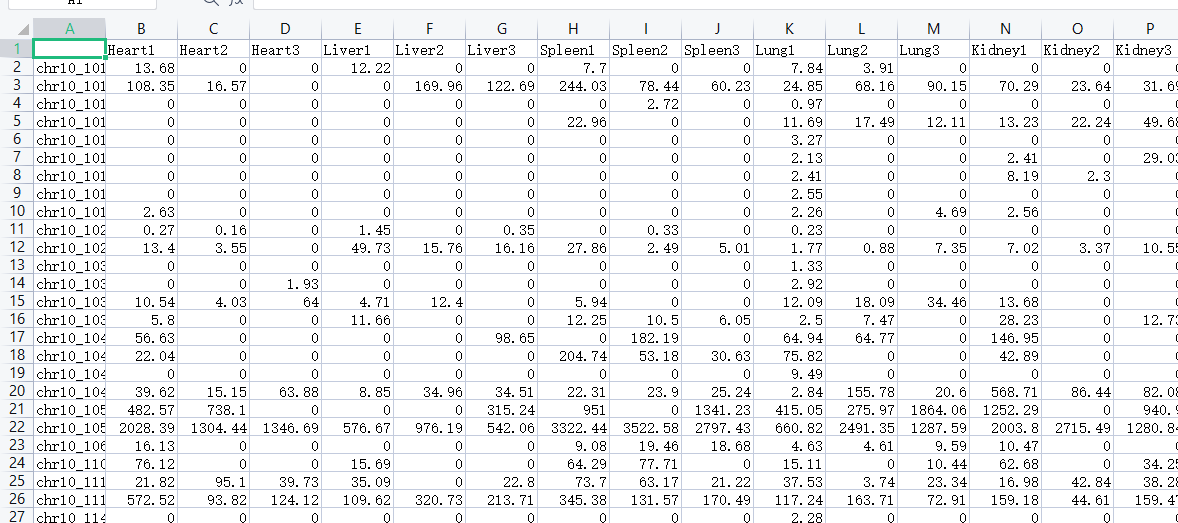 A1
A B C D E F G H I J K L M N O P
1 Heart1 Heart2 Heart3 Liver1 Liver2 Liver3 Spleen1 Spleen2 Spleen3 Lung1 Lung2 Lung3 Kidney1 Kidney2 Kidney3
2 chr10_101 13.68 0 0 12.22 0 0 7.7 0 0 7.84 3.91 0 0 0
3 chr10_101 108.35 16.57 0 0 169.96 122.69 244.03 78.44 60.23 24.85 68.16 90.15 70.29 23.64 31.69
4 chr10_101 0 0 0 0 0 0 0 2.72 0 0.97 0 0 0 0
5 chr10_101 0 0 0 0 0 0 22.96 0 0 11.69 17.49 12.11 13.23 22.24 49.68
6 chr10_101 0 0 0 0 0 0 0 0 0 3.27 0 0 0 0
7 chr10_101 0 0 0 0 0 0 0 0 0 2.13 0 0 2.41 0 29.03
8 chr10_101 0 0 0 0 0 0 0 0 0 2.41 0 0 8.19 2.3
9 chr10_101 0 0 0 0 0 0 0 0 0 2.55 0 0 0 0
10 chr10_101 2.63 0 0 0 0 0 0 0 0 2.26 0 4.69 2.56 0
11 chr10_102 0.27 0.16 0 1.45 0 0.35 0 0.33 0 0.23 0 0 0 0
12 chr10_102 13.4 3.55 0 49.73 15.76 16.16 27.86 2.49 5.01 1.77 0.88 7.35 7.02 3.37 10.55
13 chr10_103 0 0 0 0 0 0 0 0 0 1.33 0 0 0 0
14 chr10_103 0 0 1.93 0 0 0 0 0 0 2.92 0 0 0 0
15 chr10_103 10.54 4.03 64 4.71 12.4 0 5.94 0 0 12.09 18.09 34.46 13.68 0
16 chr10_103 5.8 0 0 11.66 0 0 12.25 10.5 6.05 2.5 7.47 0 28.23 0 12.73
17 chr10_104 56.63 0 0 0 0 98.65 0 182.19 0 64.94 64.77 0 146.95 0
18 chr10_104 22.04 0 0 0 0 0 204.74 53.18 30.63 75.82 0 0 42.89 0
19 chr10_104 0 0 0 0 0 0 0 0 0 9.49 0 0 0 0
20 chr10_104 39.62 15.15 63.88 8.85 34.96 34.51 22.31 23.9 25.24 2.84 155.78 20.6 568.71 86.44 82.08
21 chr10_105 482.57 738.1 0 0 0 315.24 951 0 1341.23 415.05 275.97 1864.06 1252.29 0 940.9
22 chr10_105 2028.39 1304.44 1346.69 576.67 976.19 542.06 3322.44 3522.58 2797.43 660.82 2491.35 1287.59 2003.8 2715.49 1280.84
23 chr10_106 16.13 0 0 0 0 0 9.08 19.46 18.68 4.63 4.61 9.59 10.47 0
24 chr10_110 76.12 0 0 15.69 0 0 64.29 77.71 0 15.11 0 10.44 62.68 0 34.25
25 chr10_111 21.82 95.1 39.73 35.09 0 22.8 73.7 63.17 21.22 37.53 3.74 23.34 16.98 42.84 38.28
26 chr10_111 572.52 93.82 124.12 109.62 320.73 213.71 345.38 131.57 170.49 117.24 163.71 72.91 159.18 44.61 159.47
27 chr10_114 0 0 0 0 0 0 0 0 0 2.28 0 0 0 0